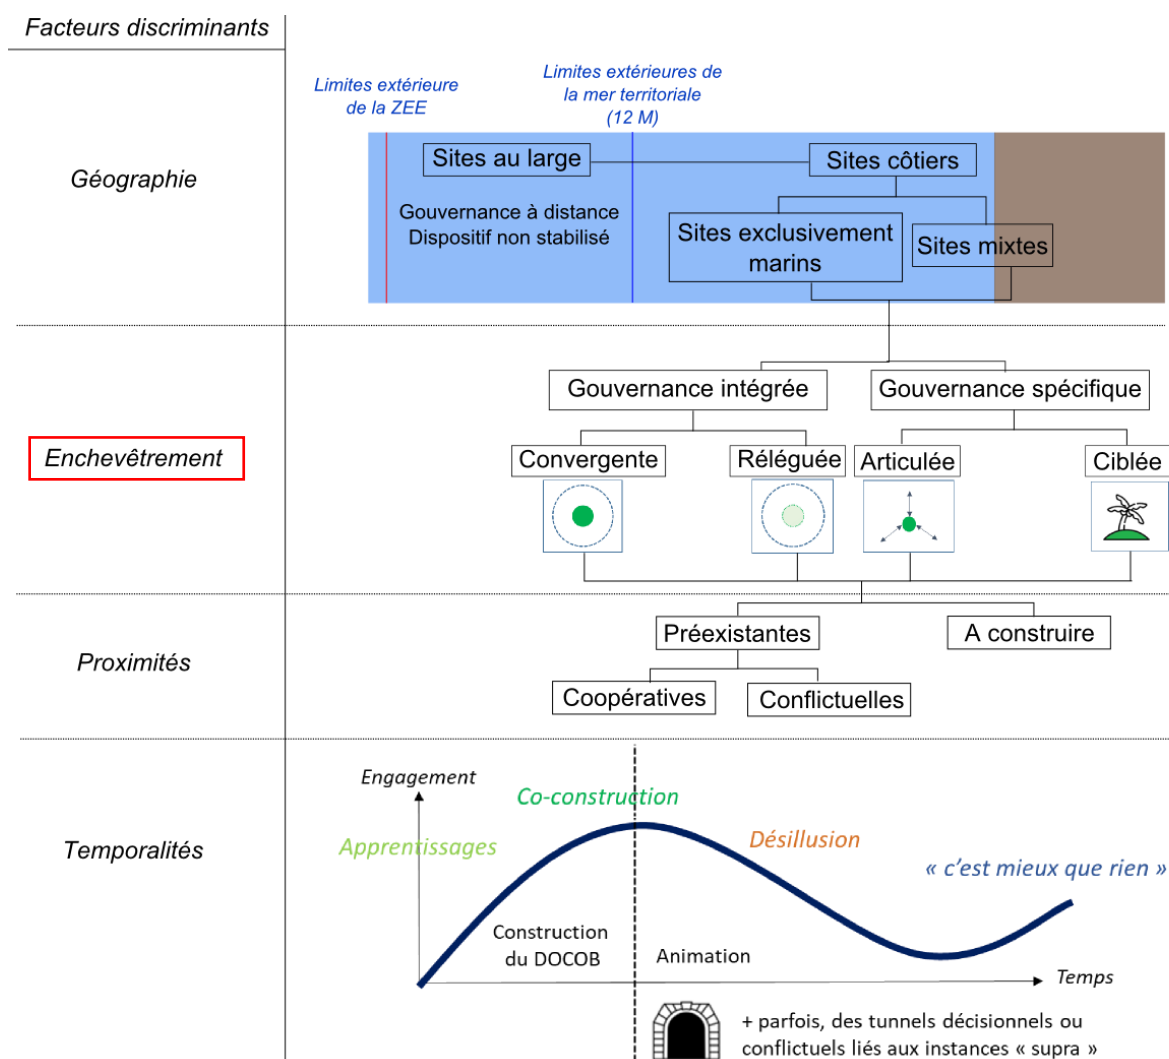 Facteurs discriminants
Limites extérieure
de la ZEE
Limites extérieures de
la mer territoriale
(12 M)
Géographie
Sites au large
Sites côtiers
Gouvernance à distance
Dispositif non stabilisé
Sites exclusivement
marins
Sites mixtes
Enchevêtrement
Gouvernance intégrée
Gouvernance spécifique
Convergente
Réléguée
Articulée
Ciblée
Proximités
Préexistantes
A construire
Coopératives
Conflictuelles
Temporalités
Engagement
Co-construction
Apprentissages
Désillusion
« c'est mieux que rien »
Construction
du DOCOB
Animation
Temps
+ parfois, des tunnels décisionnels ou
conflictuels liés aux instances « supra »